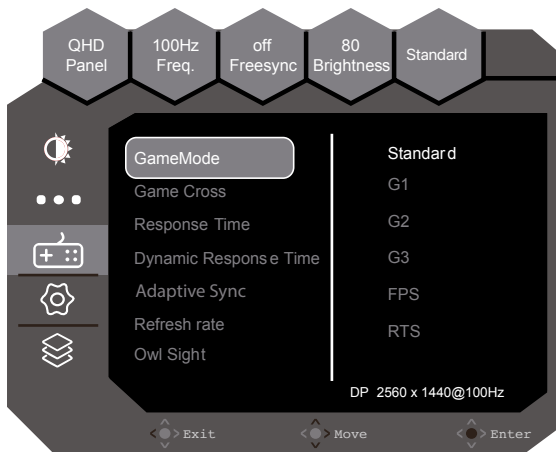 QHD
Panel
100Hz
Freq.
off
Freesync
80
Brightness
Standard
GameMode
Game Cross
Response Time
Dynamic Response Time
Adaptive Sync
Refresh rate
Owl Sight
Standard
G1
G2
G3
FPS
RTS
DP 2560 x 1440@100Hz
Exit
Move
Enter